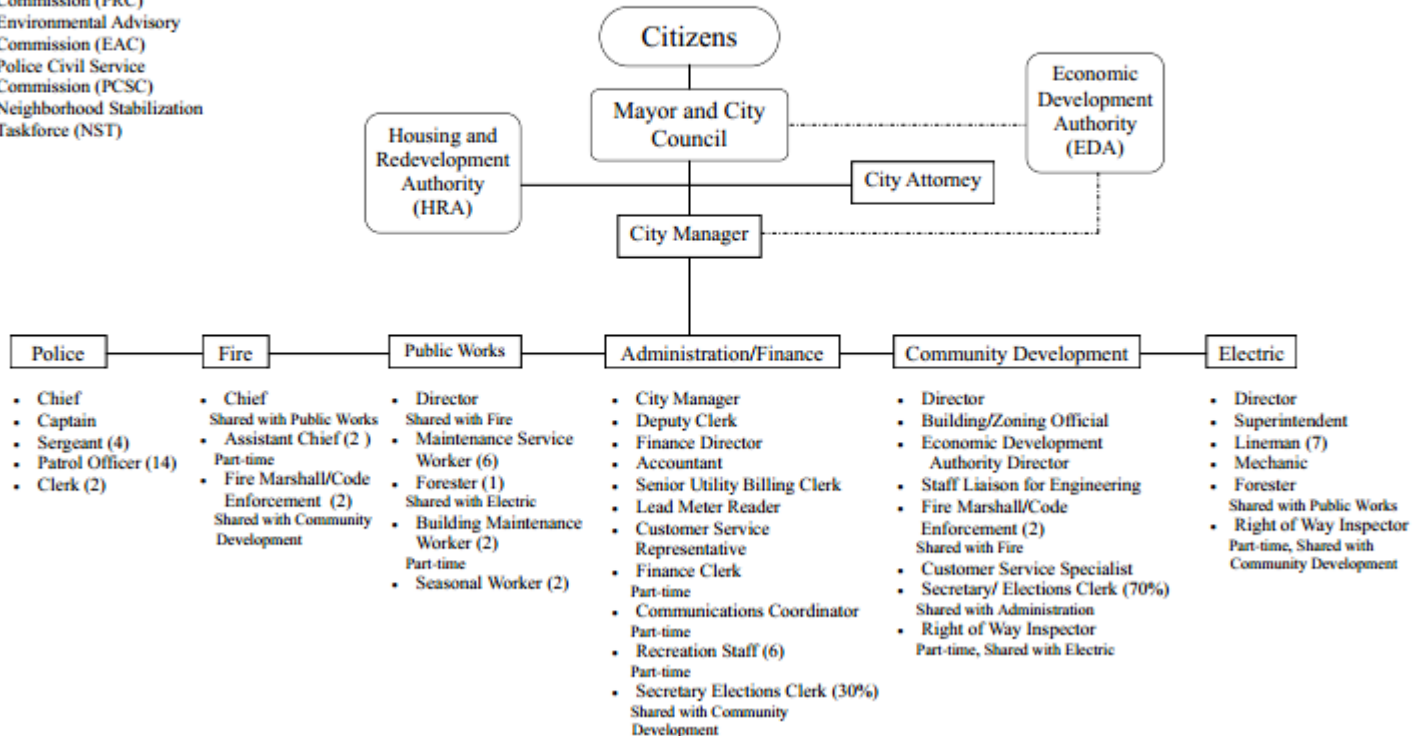 Commission (PRC)
Environmental Advisory
Commission (EAC)
Police Civil Service
Commission (PCSC)
Neighborhood Stabilization
Taskforce (NST)
Citizens
Mayor and City
Council
Economic
Development
Authority
(EDA)
Housing and
Redevelopment
Authority
(HRA)
City Attorney
City Manager
Police
Fire
Public Works
Administration/Finance
Community Development
Electric
• Chief
• Captain
• Sergeant (4)
• Patrol Officer (14)
• Clerk (2)
• Chief
Shared with Public Works
• Assistant Chief (2 )
Part-time
• Fire Marshall/Code
Enforcement (2)
Shared with Community
Development
• Director
Shared with Fire
• Maintenance Service
Worker (6)
• Forester (1)
Shared with Electric
• Building Maintenance
Worker (2)
Part-time
• Seasonal Worker (2)
• City Manager
• Deputy Clerk
• Finance Director
• Accountant
• Senior Utility Billing Clerk
• Lead Meter Reader
• Customer Service
Representative
• Finance Clerk
Part-time
• Communications Coordinator
Part-time
• Recreation Staff (6)
Part-time
• Secretary Elections Clerk (30%)
Shared with Community
Development
• Director
• Building/Zoning Official
• Economic Development
Authority Director
• Staff Liaison for Engineering
• Fire Marshall/Code
Enforcement (2)
Shared with Fire
• Customer Service Specialist
• Secretary/ Elections Clerk (70%)
Shared with Administration
• Right of Way Inspector
Part-time, Shared with Electric
• Director
• Superintendent
• Lineman (7)
• Mechanic
• Forester
Shared with Public Works
• Right of Way Inspector
Part-time, Shared with
Community Development